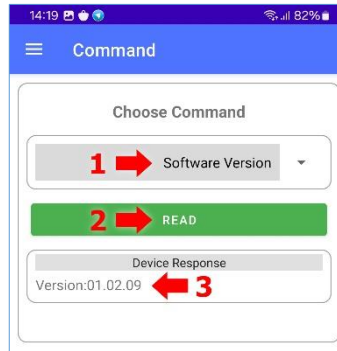 14:19 82%
Command
Choose Command
1 Software Version
2 READ
Device Response
Version:01.02.09 3